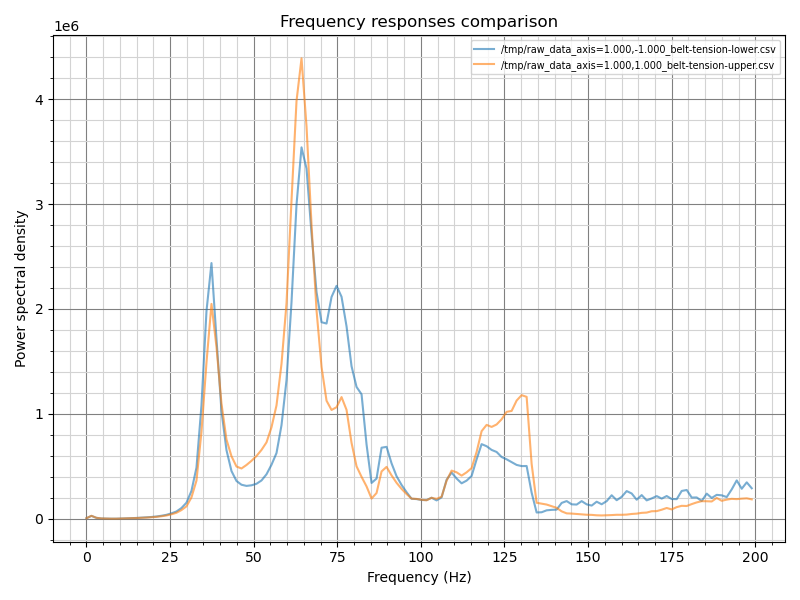 Frequency responses comparison
1e6
/tmp/raw_data_axis=1.000,-1.000_belt-tension-lower.csv
/tmp/raw_data_axis=1.000,1.000_belt-tension-upper.csv
Power spectral density
4
3
2
1
0
0 25 50 75 100 125 150 175 200
Frequency (Hz)